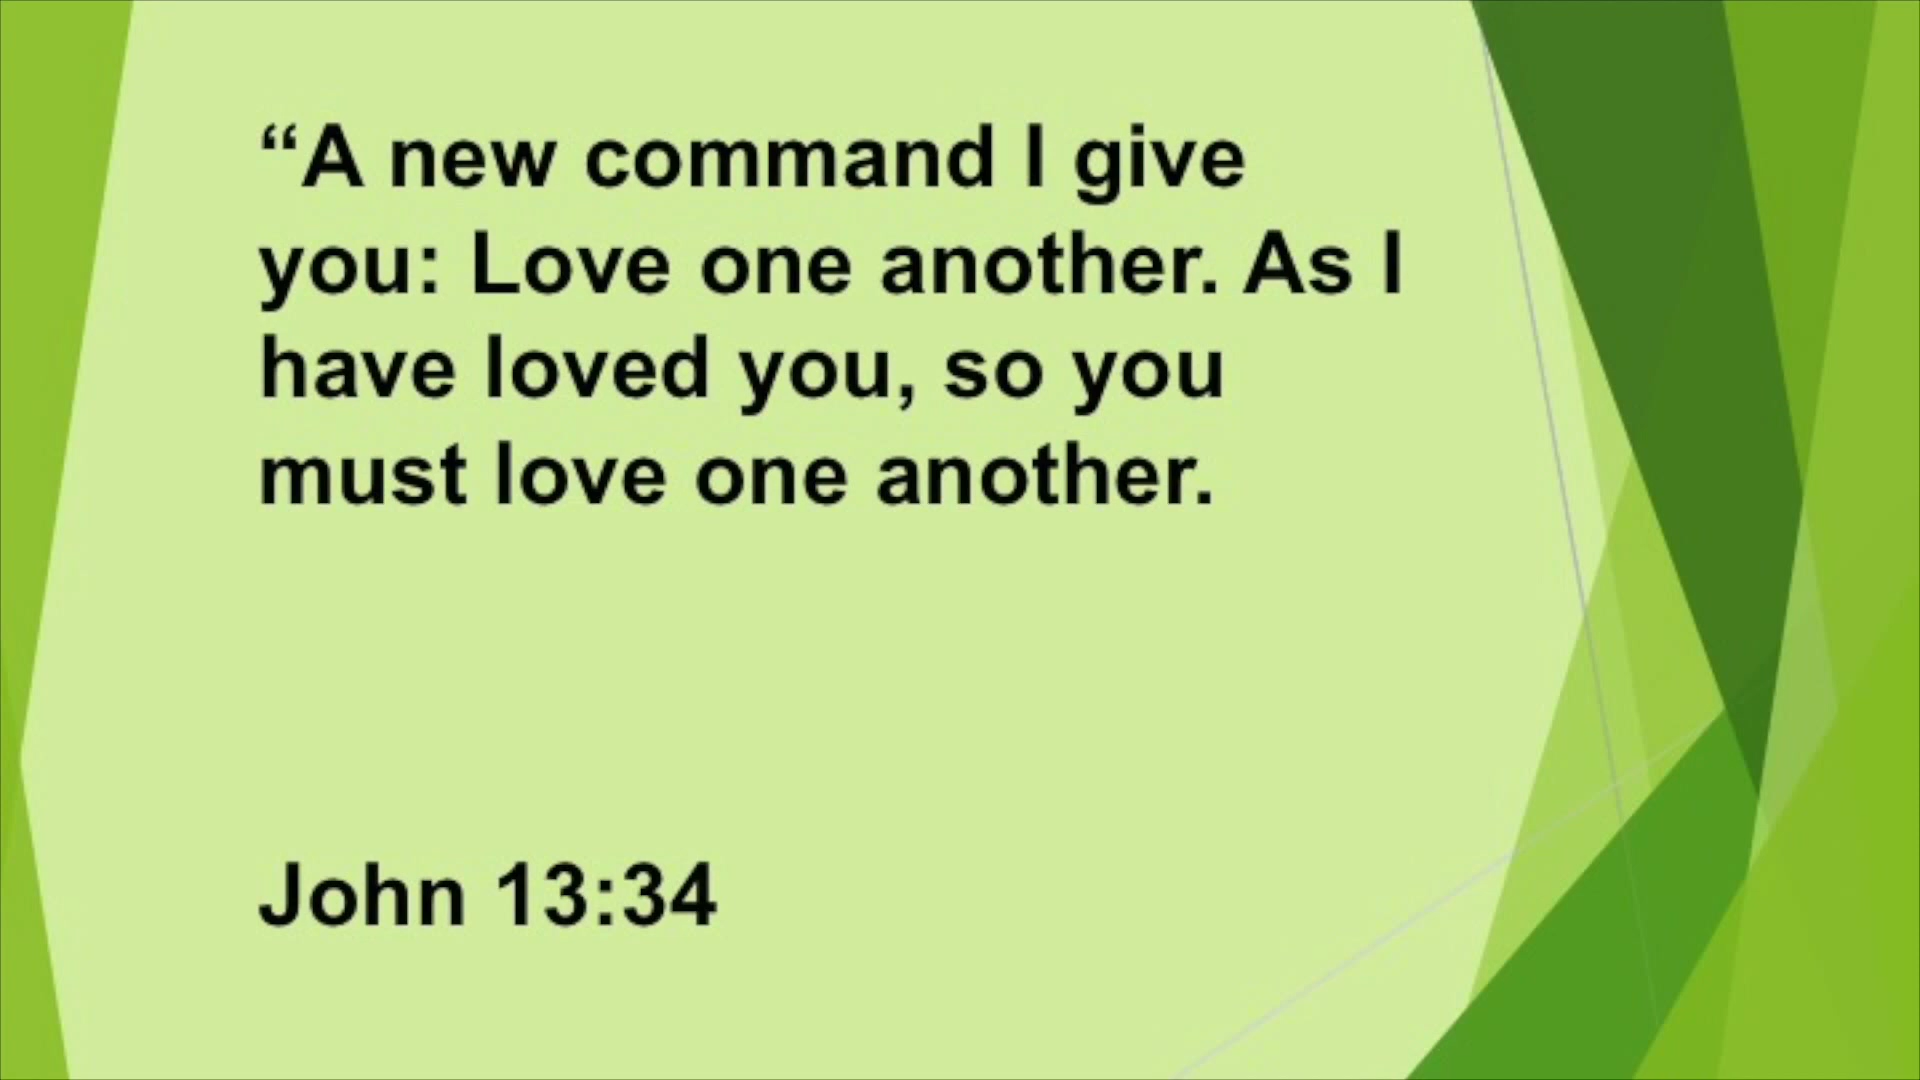 “A new command I give
you: Love one another. As I
have loved you, so you
must love one another.
John 13:34